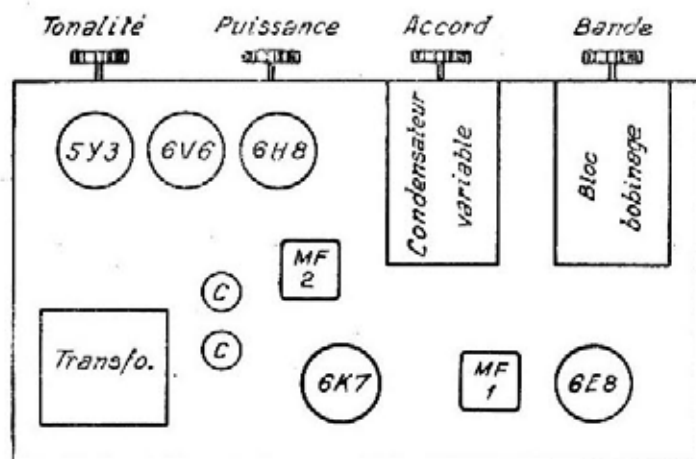 Tonalité
Puissance
Accord
Bande
5Y3
6V6
6H8
Condensateur
variable
Bloc
bobinage
MF
2
C
C
Transfo.
6K7
MF
1
6E8